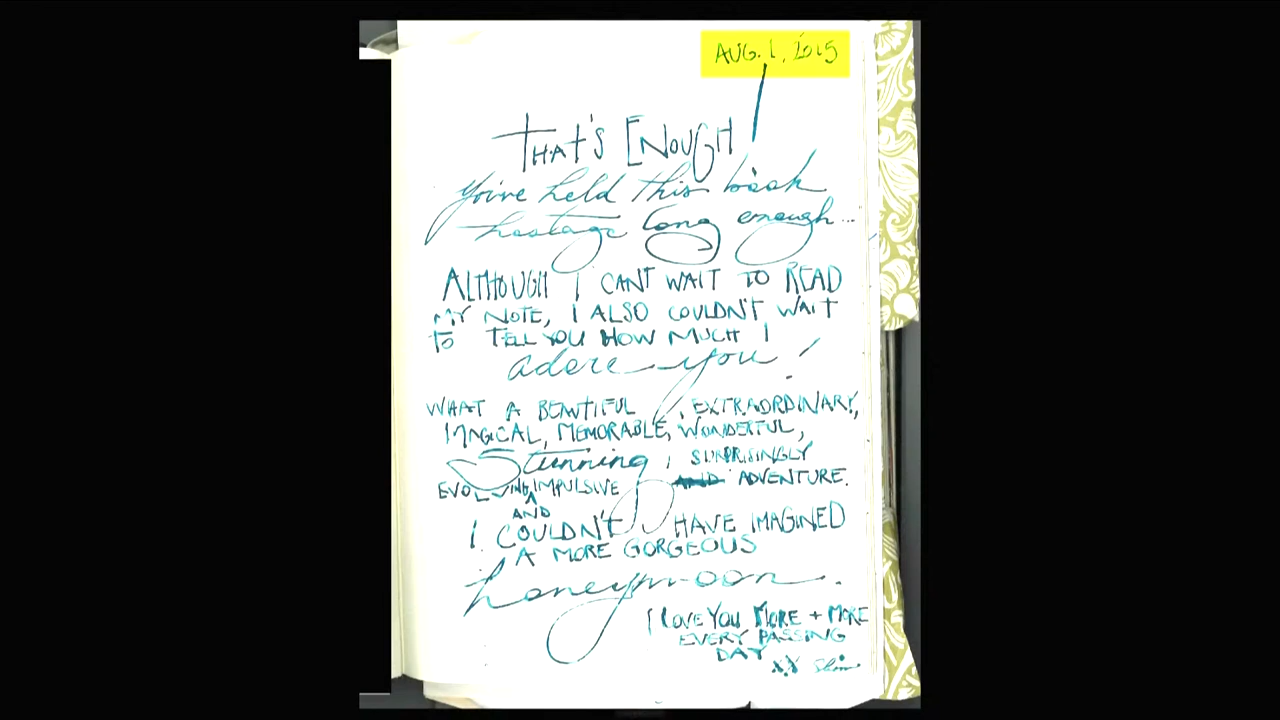 AUG. 1, 2015
THAT'S ENOUGH
You've held this book
hostage long enough...
ALTHOUGH I CAN'T WAIT TO READ
MY NOTE, I ALSO COULDN'T WAIT
TO TELL YOU HOW MUCH I
adore you!
WHAT A BEAUTIFUL, EXTRAORDINARY,
MAGICAL, MEMORABLE, WONDERFUL,
Stunning, SURPRISINGLY
EVOLVING, IMPULSIVE ADVENTURE.
AND
I COULDN'T HAVE IMAGINED
A MORE GORGEOUS
honeymoon.
I LOVE YOU MORE + MORE
EVERY PASSING
DAY